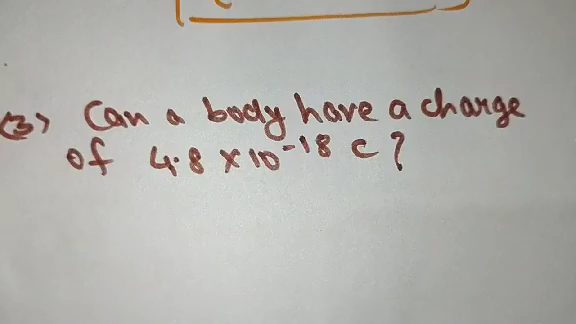 (3) Can a body have a charge
of 4.8 × 10⁻¹⁸ C?